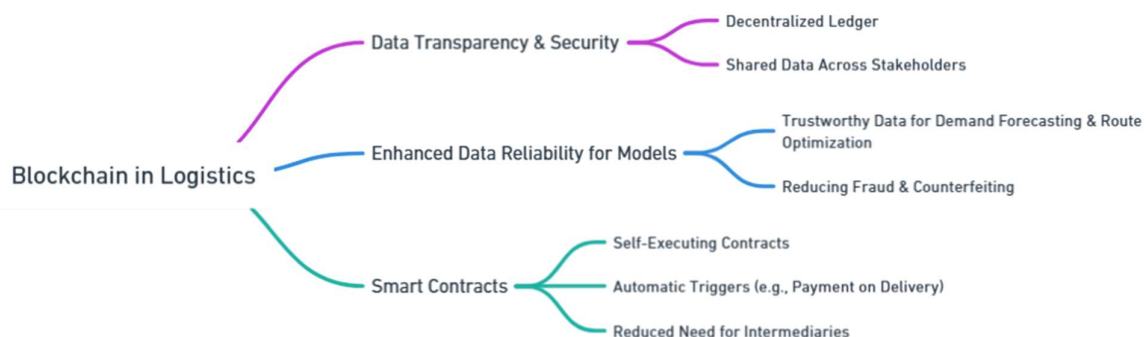 Blockchain in Logistics
Data Transparency & Security
Decentralized Ledger
Shared Data Across Stakeholders
Enhanced Data Reliability for Models
Trustworthy Data for Demand Forecasting & Route
Optimization
Reducing Fraud & Counterfeiting
Smart Contracts
Self-Executing Contracts
Automatic Triggers (e.g., Payment on Delivery)
Reduced Need for Intermediaries